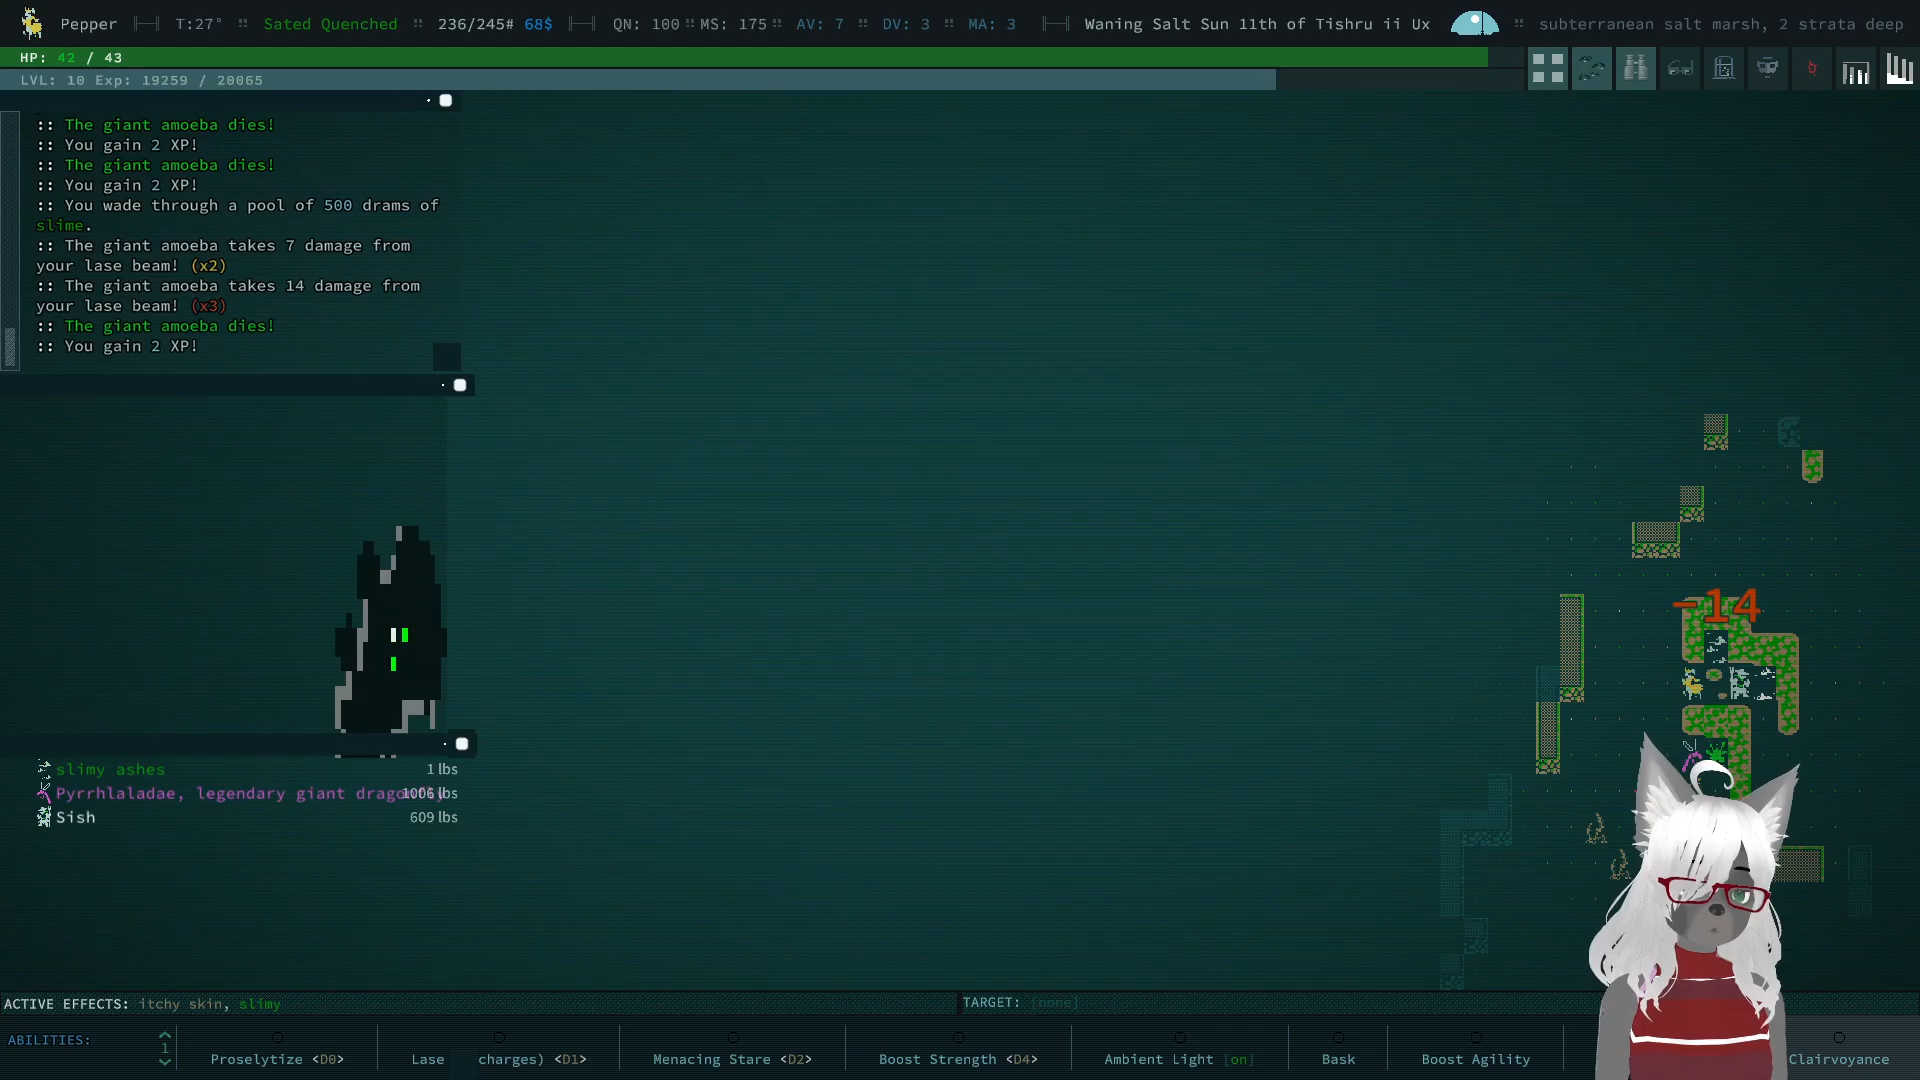 Pepper T:27° Sated Quenched 236/245# 68$ QN: 100 MS: 175 AV: 7 DV: 3 MA: 3 Waning Salt Sun 11th of Tishru ii Ux subterranean salt marsh, 2 strata deep
HP: 42 / 43
LVL: 10 Exp: 19259 / 20065
:: The giant amoeba dies!
:: You gain 2 XP!
:: The giant amoeba dies!
:: You gain 2 XP!
:: You wade through a pool of 500 drams of
slime.
:: The giant amoeba takes 7 damage from
your lase beam! (x2)
:: The giant amoeba takes 14 damage from
your lase beam! (x3)
:: The giant amoeba dies!
:: You gain 2 XP!
-14
slimy ashes 1 lbs
Pyrrhlaladae, legendary giant 1006 lbs
Sish 609 lbs
ACTIVE EFFECTS: itchy skin, slimy TARGET: [none]
ABILITIES: 1 Proselytize <D0> Lase charges) <D1> Menacing Stare <D2> Boost Strength <D4> Ambient Light [on] Bask Boost Agility Clairvoyance